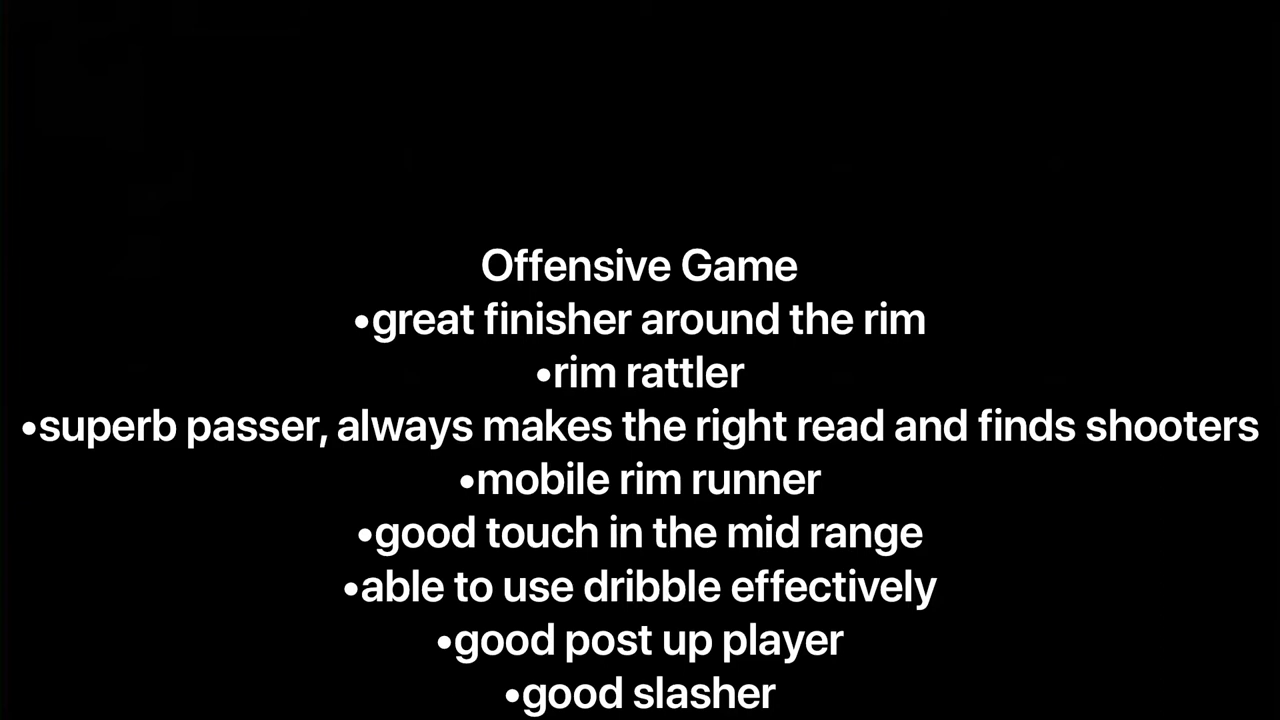 Offensive Game
•great finisher around the rim
•rim rattler
•superb passer, always makes the right read and finds shooters
•mobile rim runner
•good touch in the mid range
•able to use dribble effectively
•good post up player
•good slasher